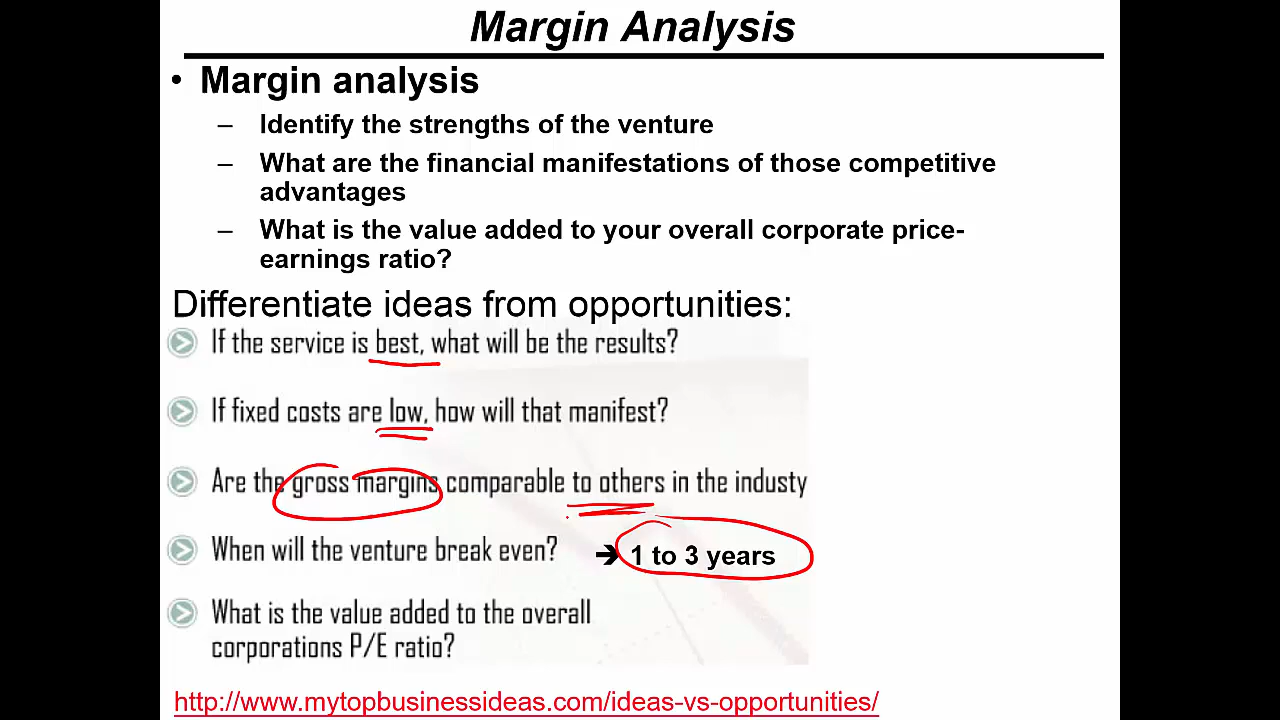 Margin Analysis
• Margin analysis
– Identify the strengths of the venture
– What are the financial manifestations of those competitive
advantages
– What is the value added to your overall corporate price-
earnings ratio?
Differentiate ideas from opportunities:
If the service is best, what will be the results?
If fixed costs are low, how will that manifest?
Are the gross margins comparable to others in the industy
When will the venture break even? ➔ 1 to 3 years
What is the value added to the overall
corporations P/E ratio?
http://www.mytopbusinessideas.com/ideas-vs-opportunities/